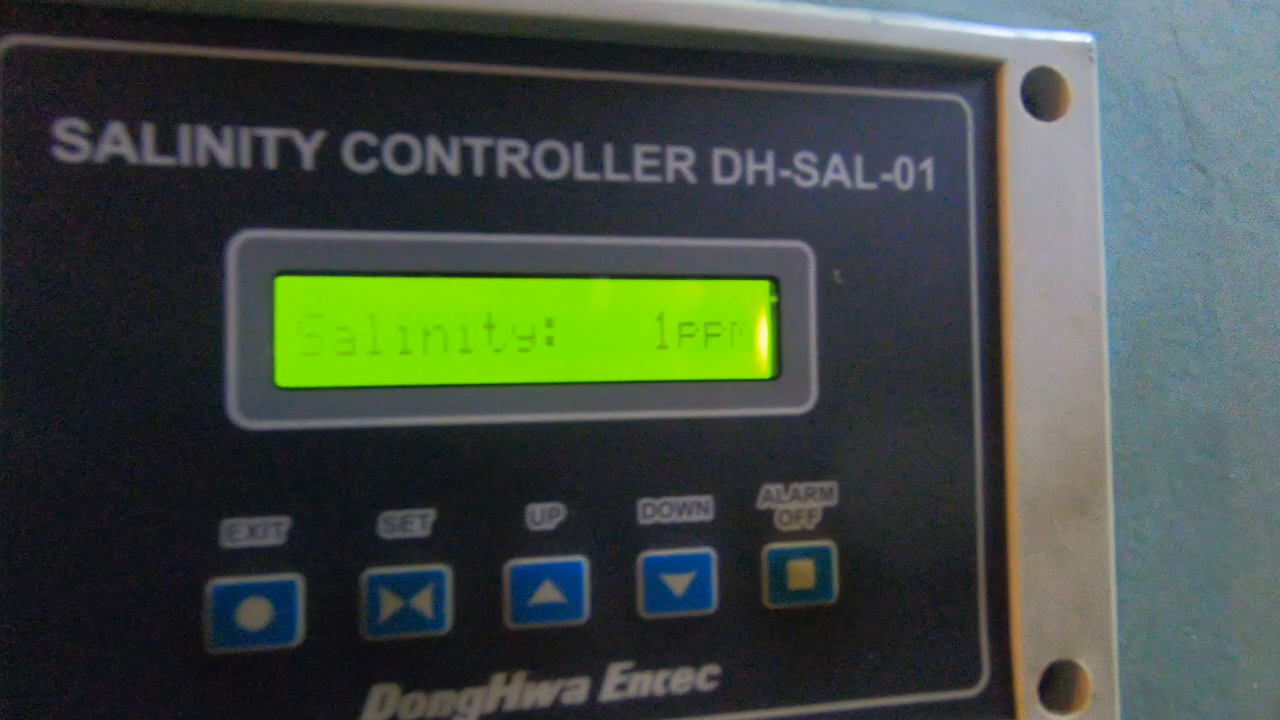 SALINITY CONTROLLER DH-SAL-01
Salinity: 1ppm
EXIT
SET
UP
DOWN
ALARM
OFF
DongHwa Entec